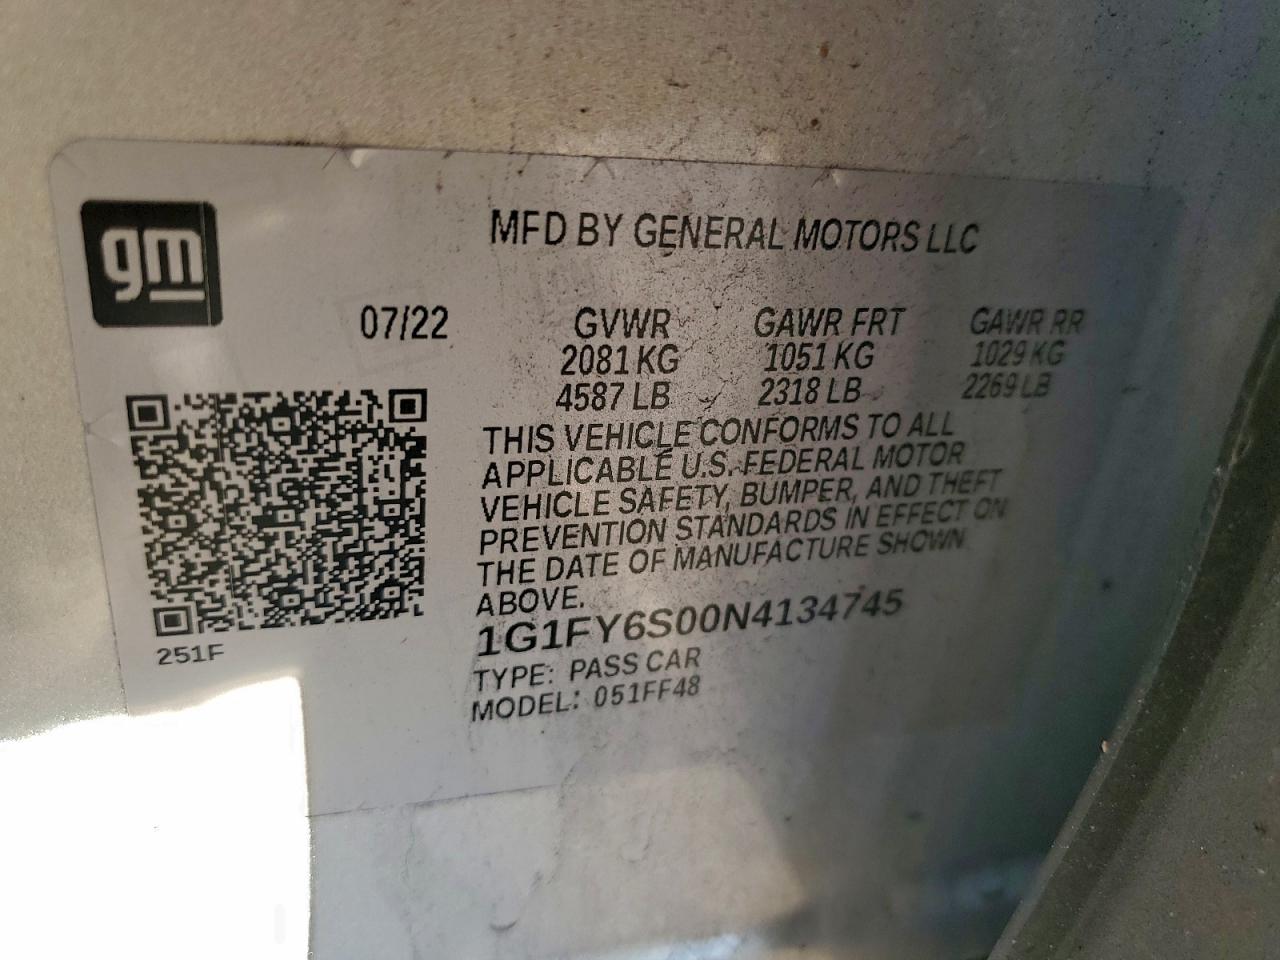 gm
MFD BY GENERAL MOTORS LLC
07/22 GVWR GAWR FRT GAWR RR
2081 KG 1051 KG 1029 KG
4587 LB 2318 LB 2269 LB
THIS VEHICLE CONFORMS TO ALL
APPLICABLE U.S. FEDERAL MOTOR
VEHICLE SAFETY, BUMPER, AND THEFT
PREVENTION STANDARDS IN EFFECT ON
THE DATE OF MANUFACTURE SHOWN
ABOVE.
1G1FY6S00N4134745
251F
TYPE: PASS CAR
MODEL: 051FF48